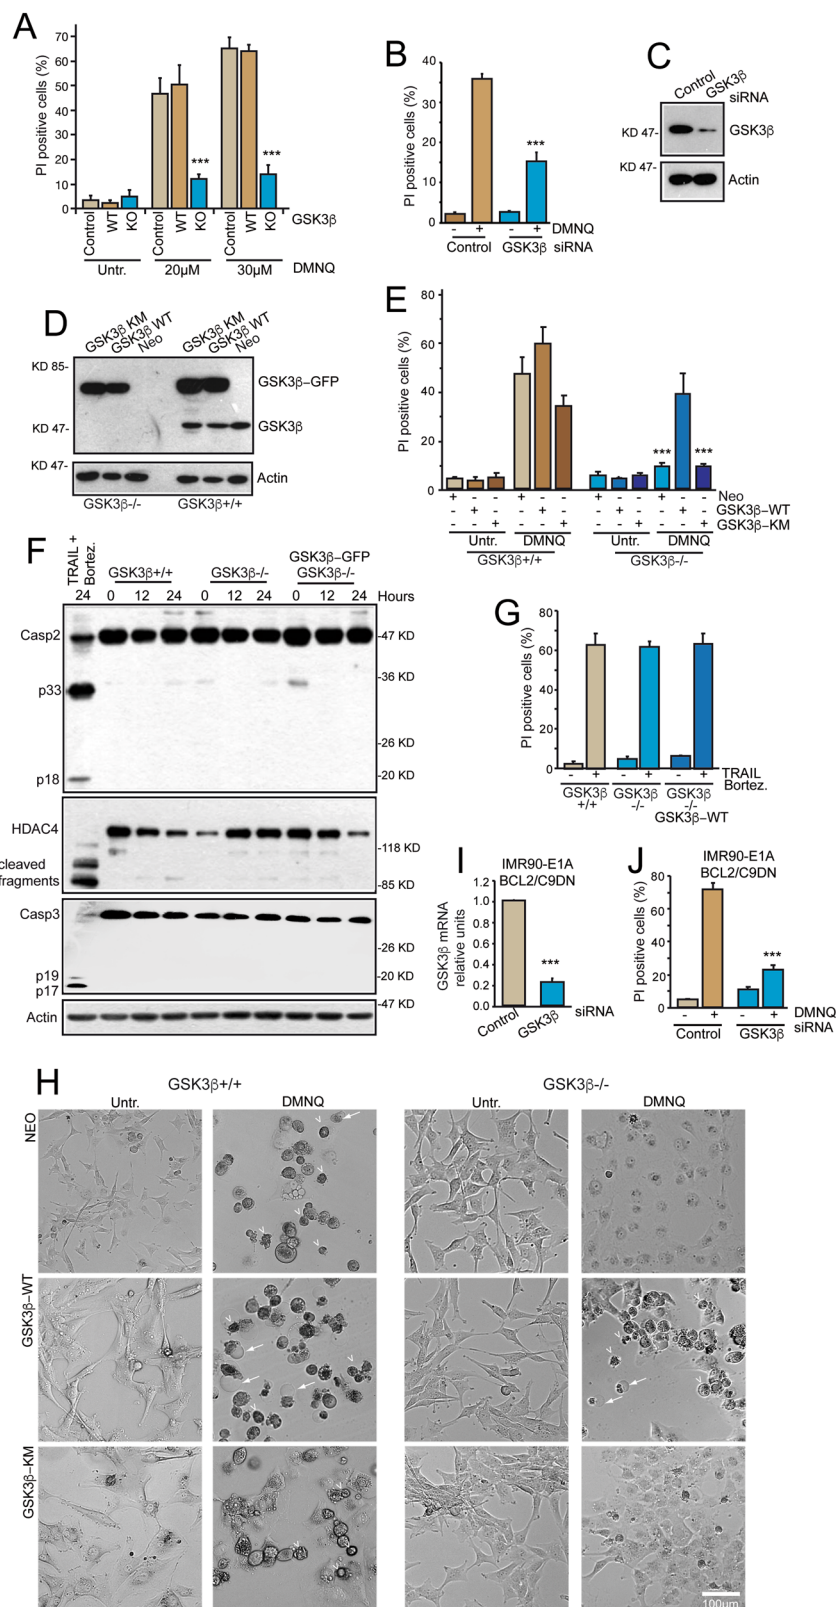 A
PI positive cells (%)
70
60
50
40
30
20
10
0
Control
WT
KO
Control
WT
KO
Control
WT
KO
GSK3β
***
***
Untr.
20μM
30μM
DMNQ
B
PI positive cells (%)
40
30
20
10
0
***
- + - + DMNQ
Control GSK3β siRNA
C
Control
GSK3β
siRNA
KD 47-
GSK3β
KD 47-
Actin
D
GSK3β KM
GSK3β WT
Neo
GSK3β KM
GSK3β WT
Neo
KD 85-
GSK3β–GFP
KD 47-
GSK3β
KD 47-
Actin
GSK3β-/-
GSK3β+/+
E
PI positive cells (%)
80
60
40
20
0
***
***
+ - - + - - + - - + - - Neo
- + - - + - - + - - + - GSK3β–WT
- - + - - + - - + - - + GSK3β–KM
Untr. DMNQ Untr. DMNQ
GSK3β+/+ GSK3β-/-
F
TRAIL +
Bortez.
GSK3β+/+
GSK3β-/-
GSK3β–GFP
GSK3β-/-
24 0 12 24 0 12 24 0 12 24 Hours
Casp2
-47 KD
-36 KD
p33
-26 KD
p18
-20 KD
HDAC4
-118 KD
cleaved
fragments
-85 KD
Casp3
-26 KD
p19
-20 KD
p17
-47 KD
Actin
G
PI positive cells (%)
80
60
40
20
0
- + - + - + TRAIL
Bortez.
GSK3β
+/+
GSK3β
-/-
GSK3β
-/-
GSK3β–WT
I
IMR90-E1A
BCL2/C9DN
GSK3β mRNA
relative units
1.2
1.0
0.8
0.6
0.4
0.2
0.0
***
Control
GSK3β
siRNA
J
IMR90-E1A
BCL2/C9DN
PI positive cells (%)
80
60
40
20
0
***
- + - + DMNQ
siRNA
Control GSK3β
H
GSK3β+/+
GSK3β-/-
Untr.
DMNQ
Untr.
DMNQ
NEO
GSK3β–WT
GSK3β–KM
100μm